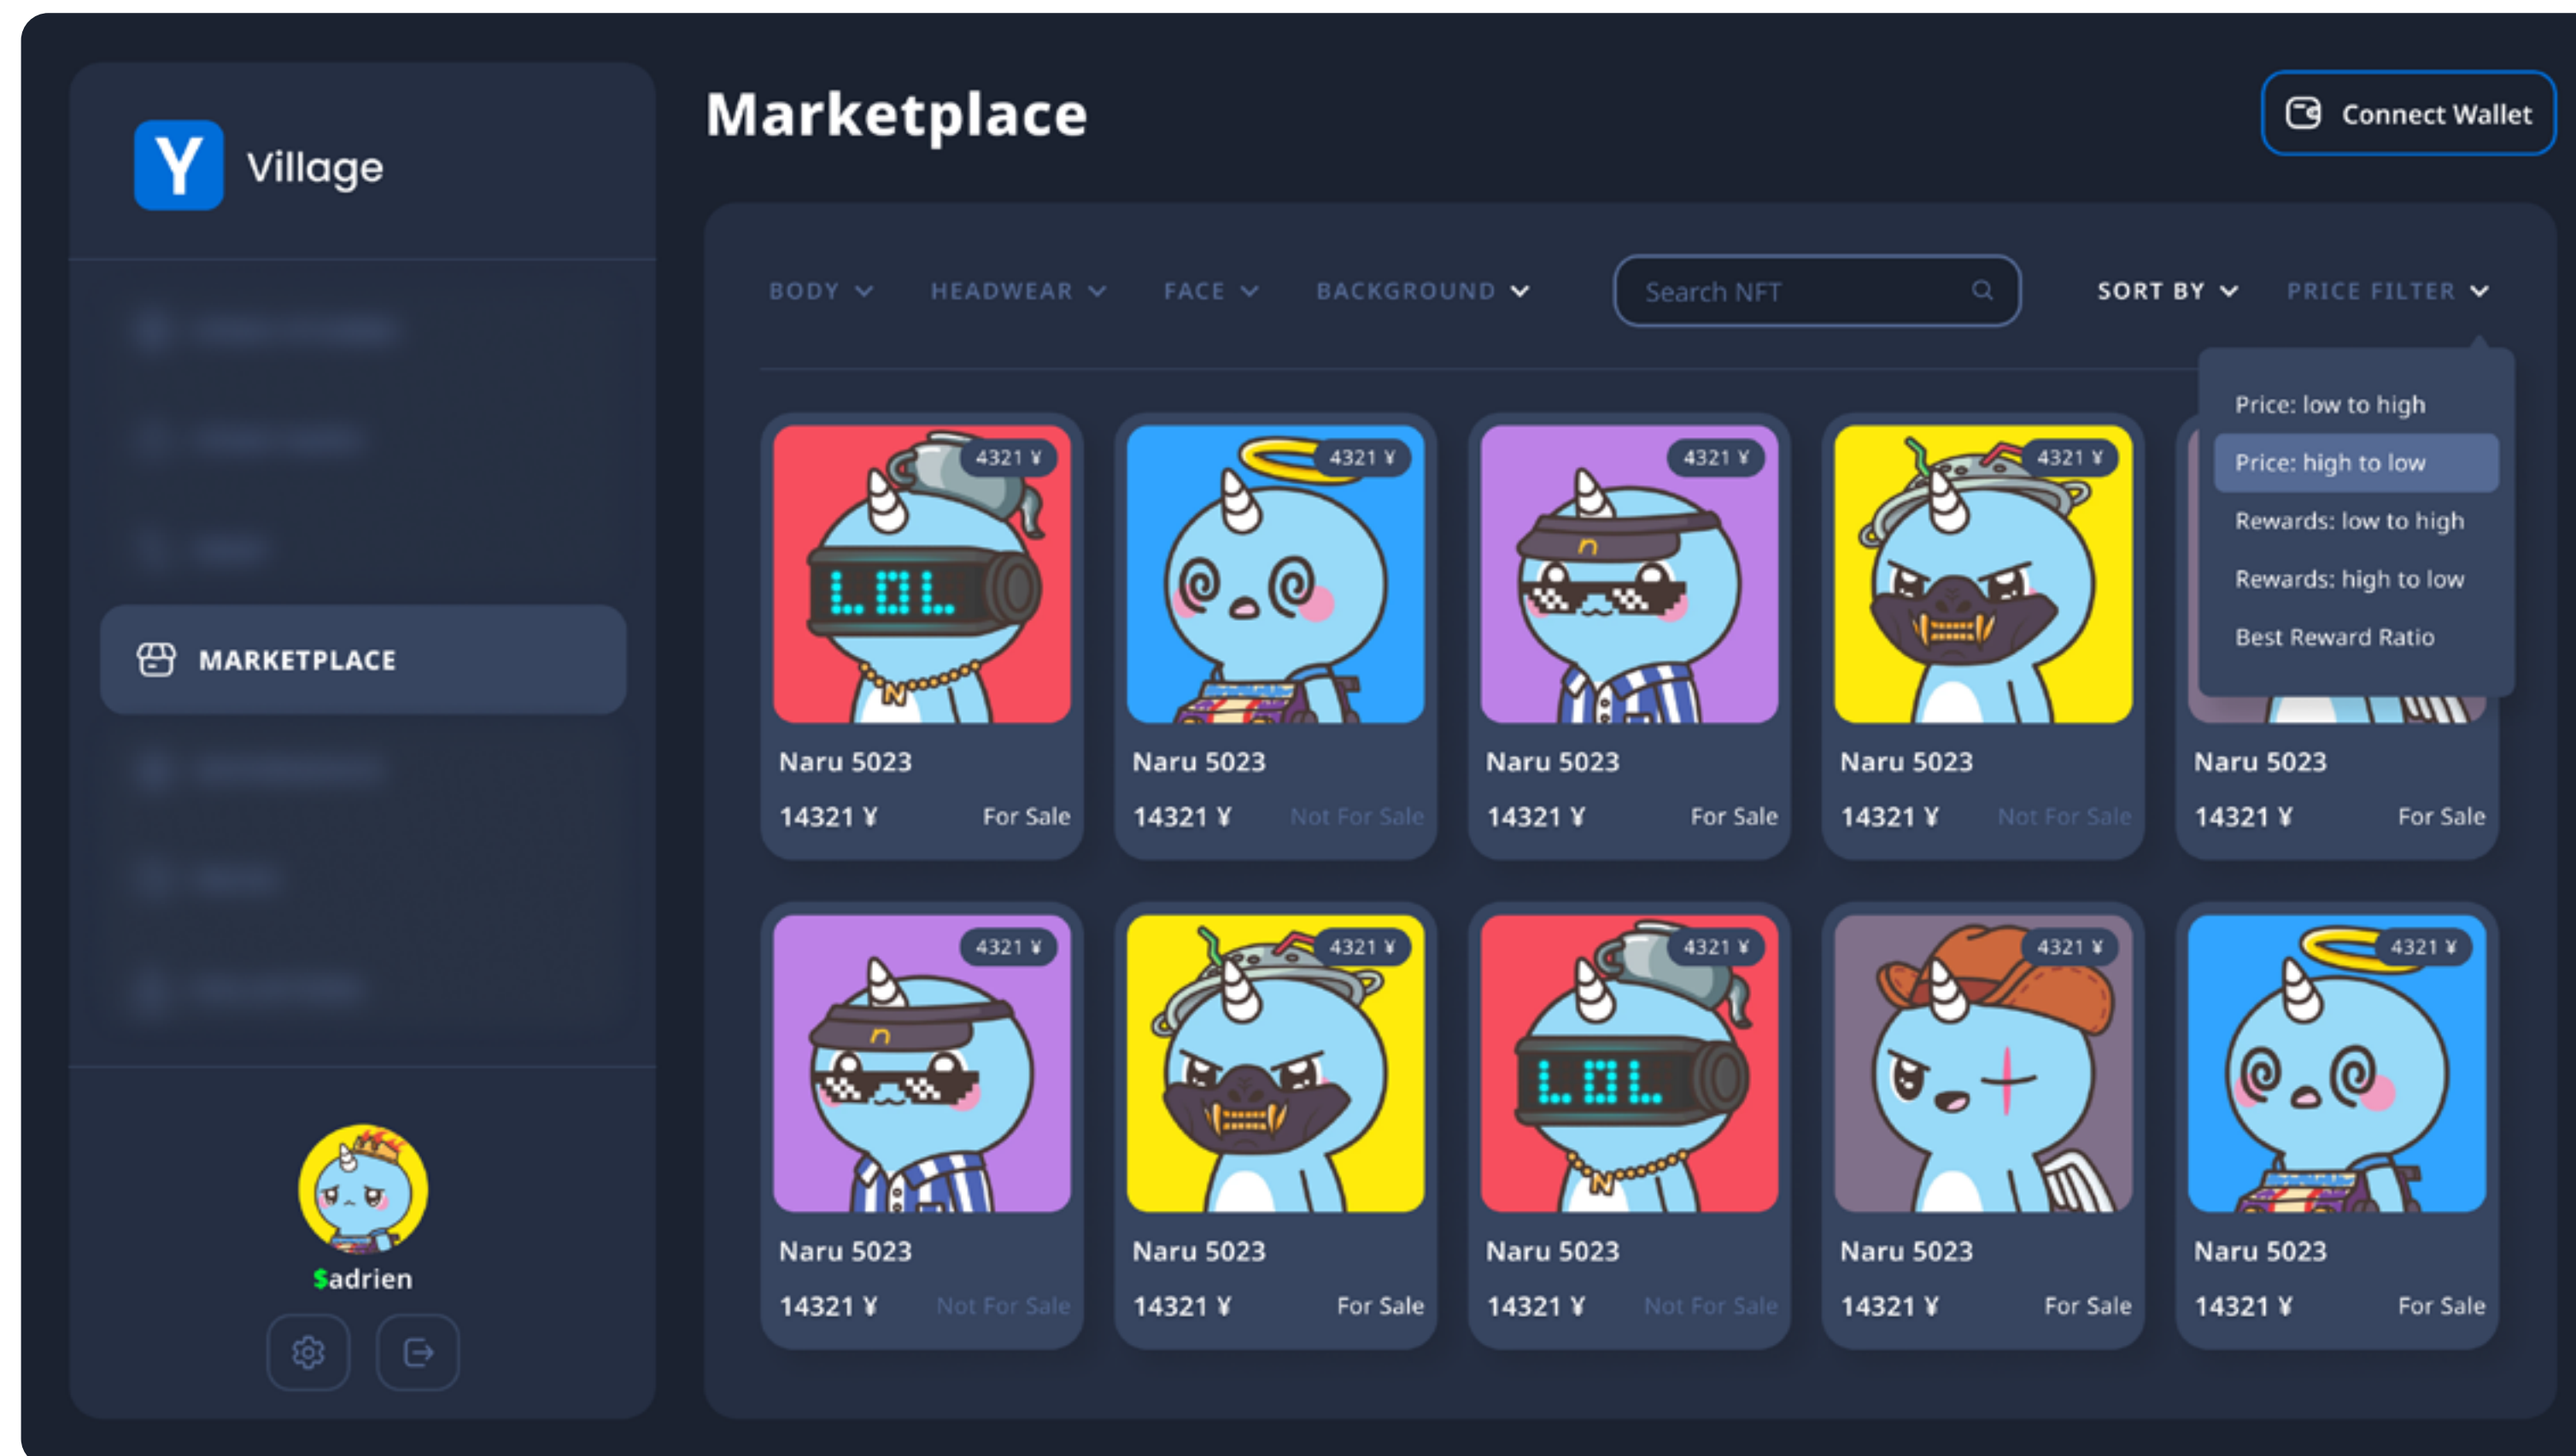 Y Village
MARKETPLACE
$adrien
Marketplace
Connect Wallet
BODY HEADWEAR FACE BACKGROUND Search NFT SORT BY PRICE FILTER
Price: low to high
Price: high to low
Rewards: low to high
Rewards: high to low
Best Reward Ratio
4321 ¥ 4321 ¥ 4321 ¥ 4321 ¥
n
LOL
N
Naru 5023 Naru 5023 Naru 5023 Naru 5023 Naru 5023
14321 ¥ For Sale 14321 ¥ Not For Sale 14321 ¥ For Sale 14321 ¥ Not For Sale 14321 ¥ For Sale
4321 ¥ 4321 ¥ 4321 ¥ 4321 ¥ 4321 ¥
n
LOL
N
Naru 5023 Naru 5023 Naru 5023 Naru 5023 Naru 5023
14321 ¥ Not For Sale 14321 ¥ For Sale 14321 ¥ Not For Sale 14321 ¥ For Sale 14321 ¥ For Sale